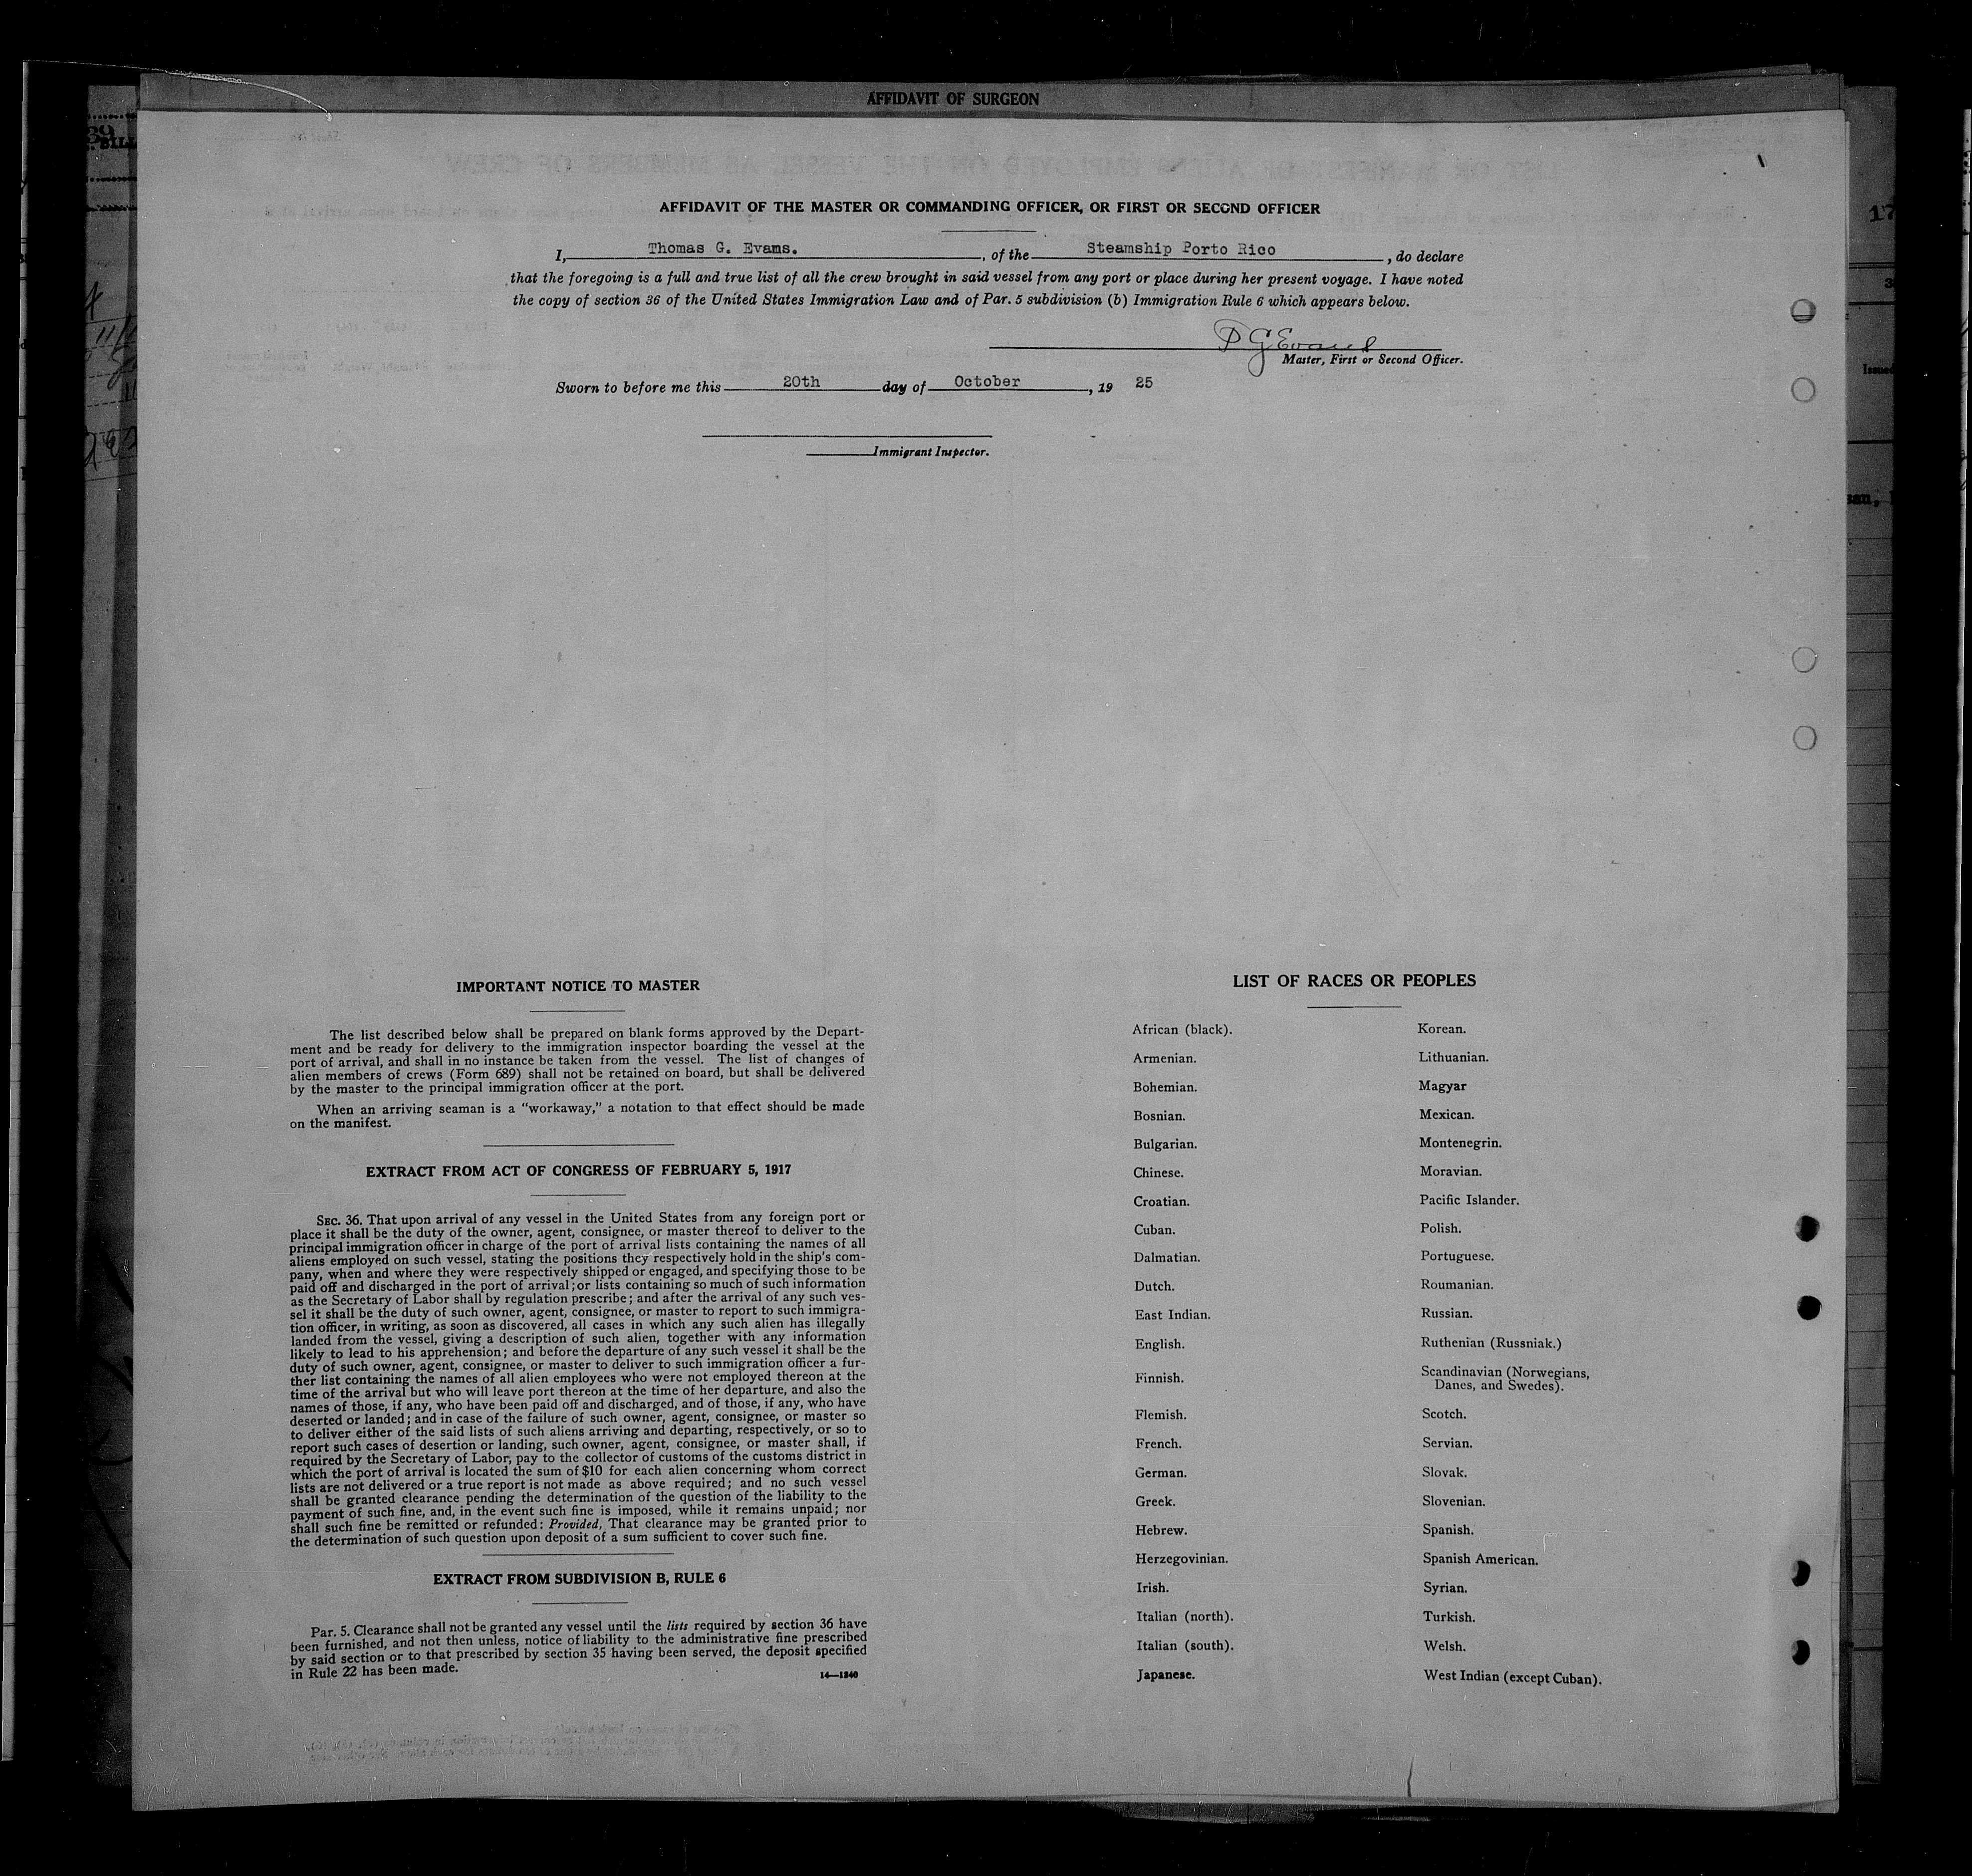 AFFIDAVIT OF SURGEON
AFFIDAVIT OF THE MASTER OR COMMANDING OFFICER, OR FIRST OR SECOND OFFICER
I, Thomas G. Evans. , of the Steamship Porto Rico , do declare
that the foregoing is a full and true list of all the crew brought in said vessel from any port or place during her present voyage. I have noted
the copy of section 36 of the United States Immigration Law and of Par. 5 subdivision (b) Immigration Rule 6 which appears below.
Master, First or Second Officer.
Sworn to before me this 20th day of October , 19 25
Immigrant Inspector.
IMPORTANT NOTICE TO MASTER
The list described below shall be prepared on blank forms approved by the Depart-
ment and be ready for delivery to the immigration inspector boarding the vessel at the
port of arrival, and shall in no instance be taken from the vessel. The list of changes of
alien members of crews (Form 689) shall not be retained on board, but shall be delivered
by the master to the principal immigration officer at the port.
When an arriving seaman is a "workaway," a notation to that effect should be made
on the manifest.
EXTRACT FROM ACT OF CONGRESS OF FEBRUARY 5, 1917
SEC. 36. That upon arrival of any vessel in the United States from any foreign port or
place it shall be the duty of the owner, agent, consignee, or master thereof to deliver to the
principal immigration officer in charge of the port of arrival lists containing the names of all
aliens employed on such vessel, stating the positions they respectively hold in the ship's com-
pany, when and where they were respectively shipped or engaged, and specifying those to be
paid off and discharged in the port of arrival; or lists containing so much of such information
as the Secretary of Labor shall by regulation prescribe; and after the arrival of any such ves-
sel it shall be the duty of such owner, agent, consignee, or master to report to such immigra-
tion officer, in writing, as soon as discovered, all cases in which any such alien has illegally
landed from the vessel, giving a description of such alien, together with any information
likely to lead to his apprehension; and before the departure of any such vessel it shall be the
duty of such owner, agent, consignee, or master to deliver to such immigration officer a fur-
ther list containing the names of all alien employees who were not employed thereon at the
time of the arrival but who will leave port thereon at the time of her departure, and also the
names of those, if any, who have been paid off and discharged, and of those, if any, who have
deserted or landed; and in case of the failure of such owner, agent, consignee, or master so
to deliver either of the said lists of such aliens arriving and departing, respectively, or so to
report such cases of desertion or landing, such owner, agent, consignee, or master shall, if
required by the Secretary of Labor, pay to the collector of customs of the customs district in
which the port of arrival is located the sum of $10 for each alien concerning whom correct
lists are not delivered or a true report is not made as above required; and no such vessel
shall be granted clearance pending the determination of the question of the liability to the
payment of such fine, and, in the event such fine is imposed, while it remains unpaid; nor
shall such fine be remitted or refunded: Provided, That clearance may be granted prior to
the determination of such question upon deposit of a sum sufficient to cover such fine.
EXTRACT FROM SUBDIVISION B, RULE 6
Par. 5. Clearance shall not be granted any vessel until the lists required by section 36 have
been furnished, and not then unless, notice of liability to the administrative fine prescribed
by said section or to that prescribed by section 35 having been served, the deposit specified
in Rule 22 has been made.
14—1240
LIST OF RACES OR PEOPLES
African (black).
Armenian.
Bohemian.
Bosnian.
Bulgarian.
Chinese.
Croatian.
Cuban.
Dalmatian.
Dutch.
East Indian.
English.
Finnish.
Flemish.
French.
German.
Greek.
Hebrew.
Herzegovinian.
Irish.
Italian (north).
Italian (south).
Japanese.
Korean.
Lithuanian.
Magyar
Mexican.
Montenegrin.
Moravian.
Pacific Islander.
Polish.
Portuguese.
Roumanian.
Russian.
Ruthenian (Russniak.)
Scandinavian (Norwegians,
Danes, and Swedes).
Scotch.
Servian.
Slovak.
Slovenian.
Spanish.
Spanish American.
Syrian.
Turkish.
Welsh.
West Indian (except Cuban).